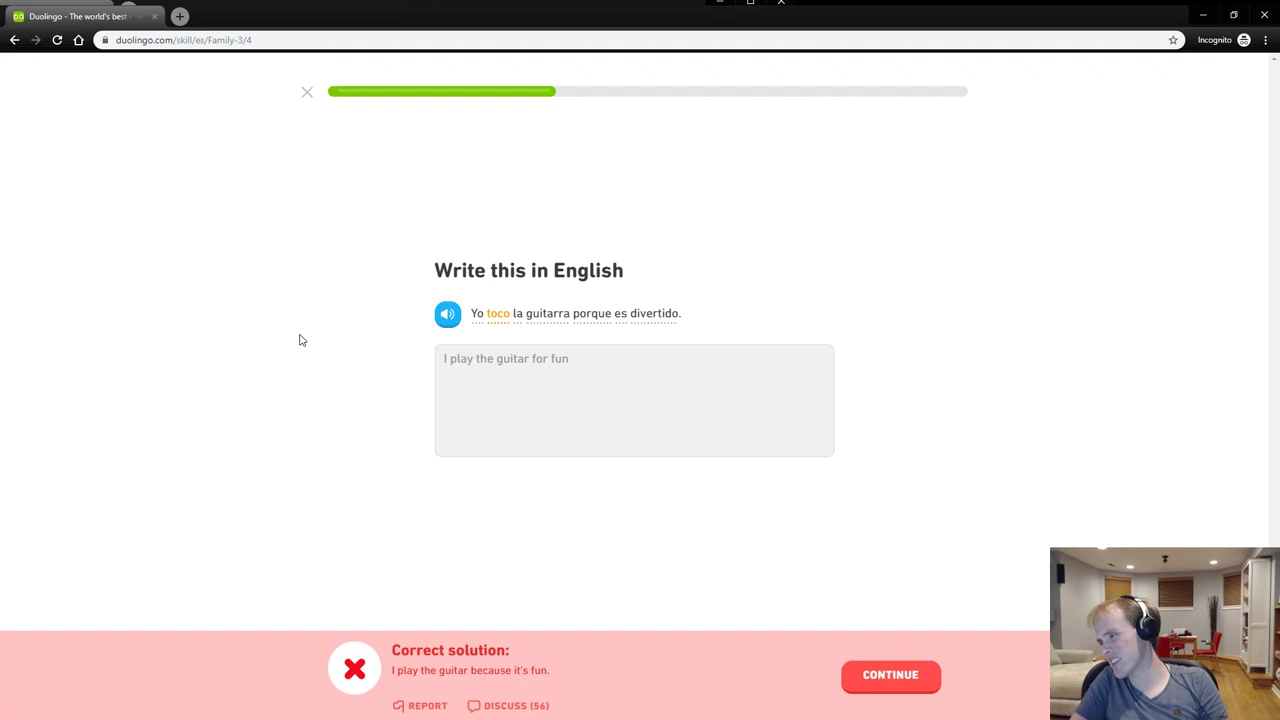 Duolingo - The world's best
duolingo.com/skill/es/Family-3/4
Incognito
Write this in English
Yo toco la guitarra porque es divertido.
I play the guitar for fun
Correct solution:
I play the guitar because it's fun.
REPORT
DISCUSS (56)
CONTINUE